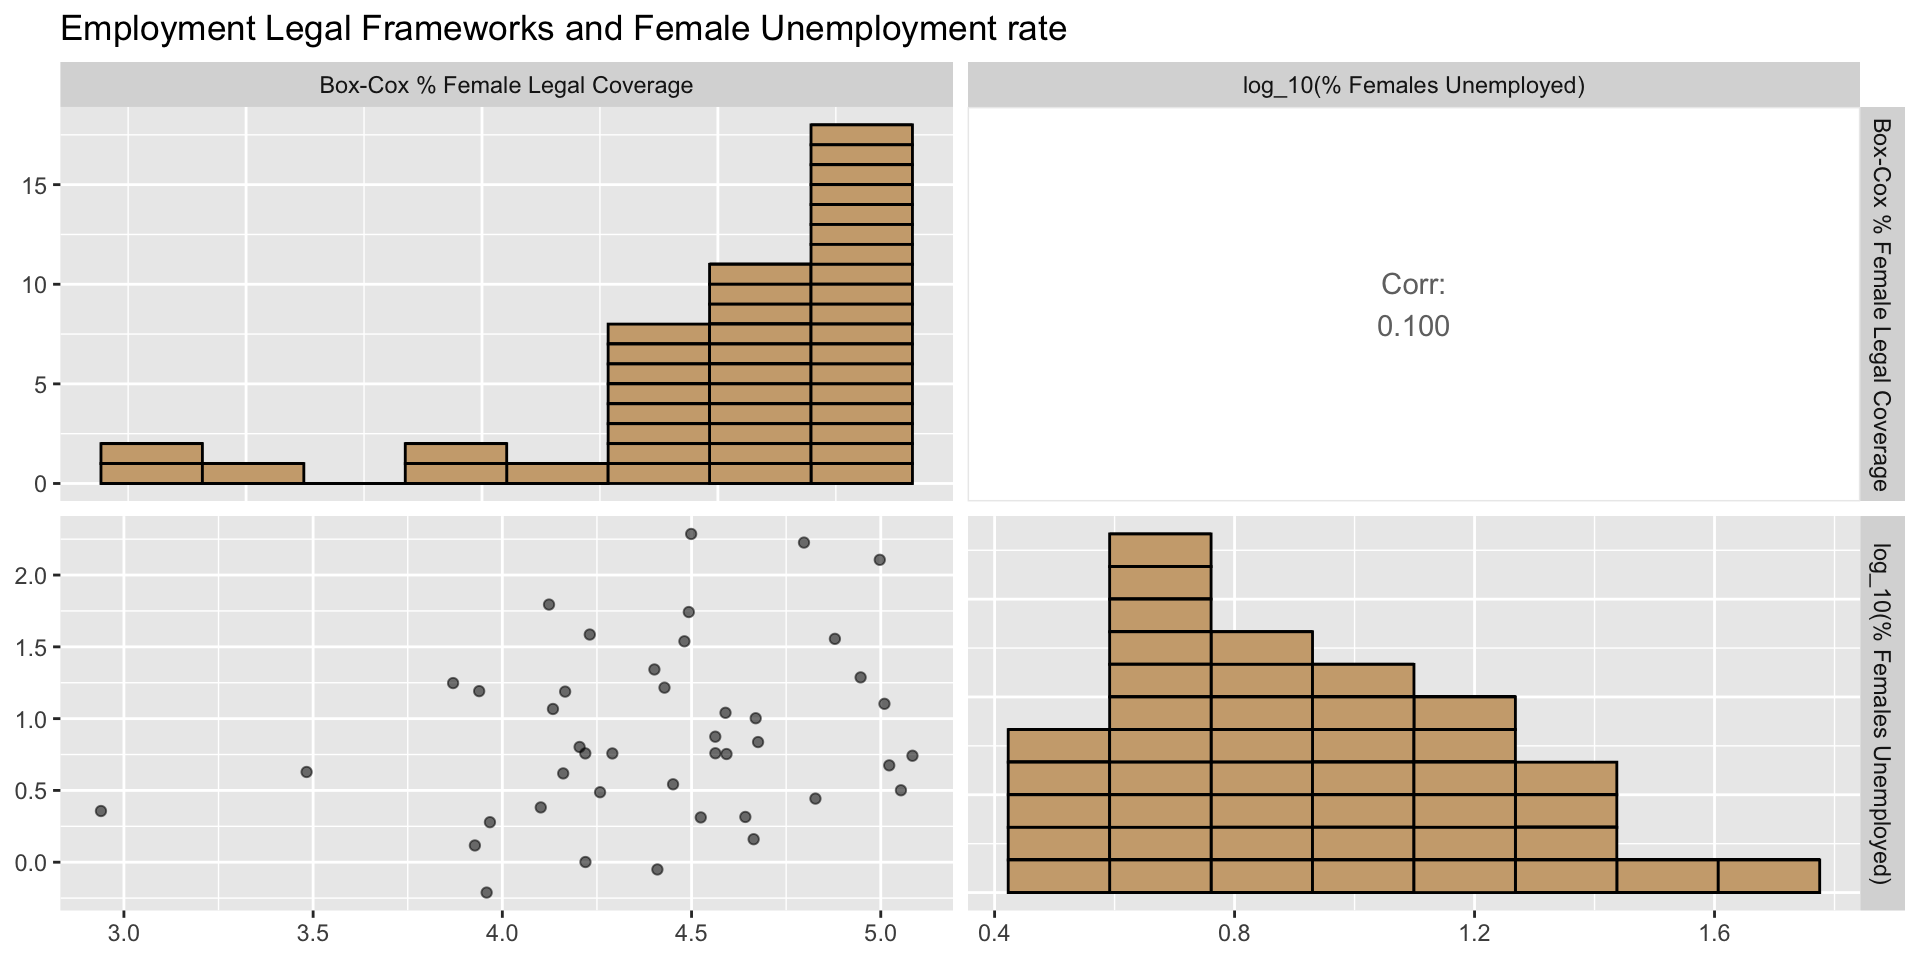 Employment Legal Frameworks and Female Unemployment rate
Box-Cox % Female Legal Coverage
log_10(% Females Unemployed)
15
10
5
0
Corr:
0.100
Box-Cox % Female Legal Coverage
2.0
1.5
1.0
0.5
0.0
log_10(% Females Unemployed)
3.0 3.5 4.0 4.5 5.0
0.4 0.8 1.2 1.6